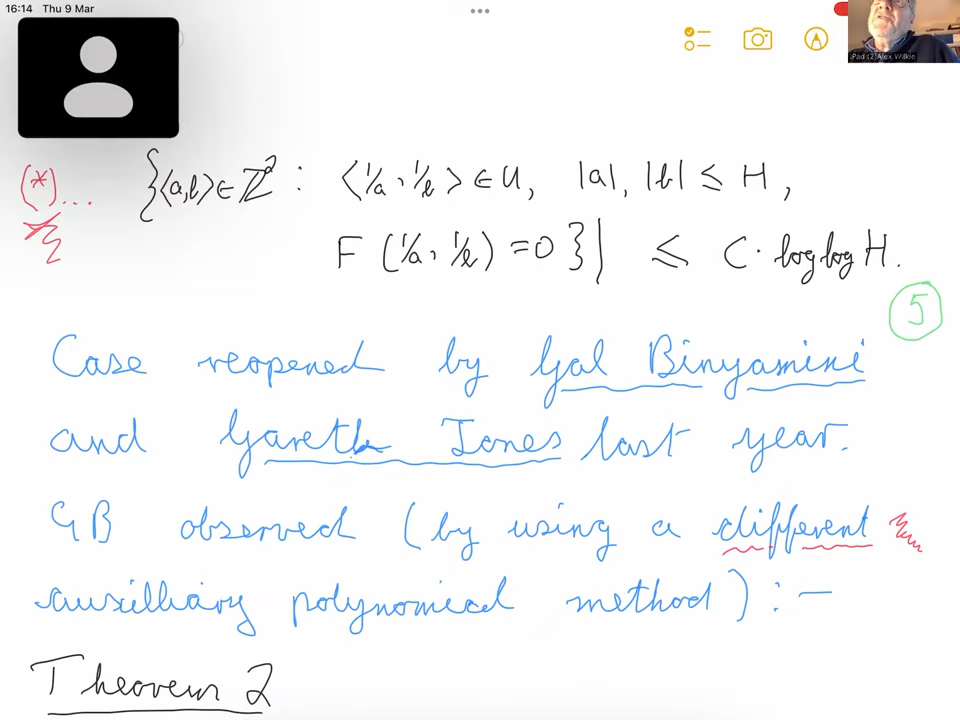 16:14 Thu 9 Mar
iPad (2) Alex Wilkie
(*)... {⟨a,b⟩∈ℤ² : ⟨1/a, 1/b⟩ ∈ U, |a|, |b| ≤ H,
F(1/a, 1/b) = 0}| ≤ C · log log H.
5
Case reopened by Gal Binyamini
and Gareth Jones last year.
GB observed (by using a different
auxilliary polynomical method) : —
Theorem 2